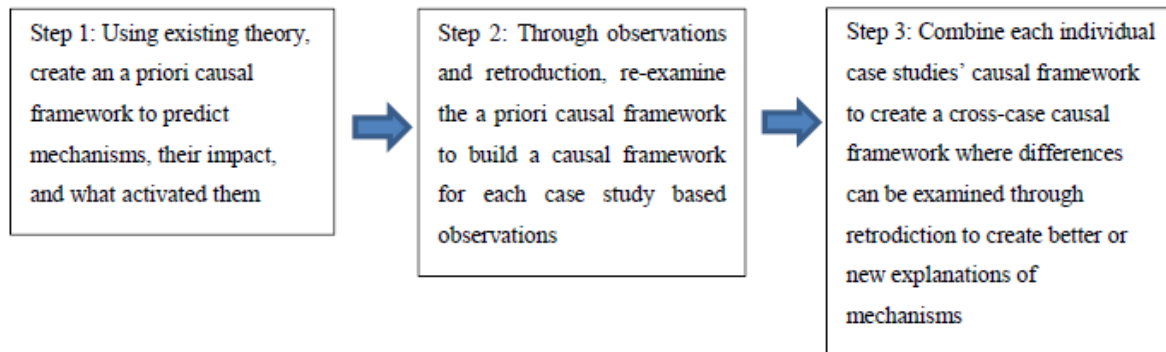 Step 1: Using existing theory,
create an a priori causal
framework to predict
mechanisms, their impact,
and what activated them
Step 2: Through observations
and retroduction, re-examine
the a priori causal framework
to build a causal framework
for each case study based
observations
Step 3: Combine each individual
case studies’ causal framework
to create a cross-case causal
framework where differences
can be examined through
retrodiction to create better or
new explanations of
mechanisms